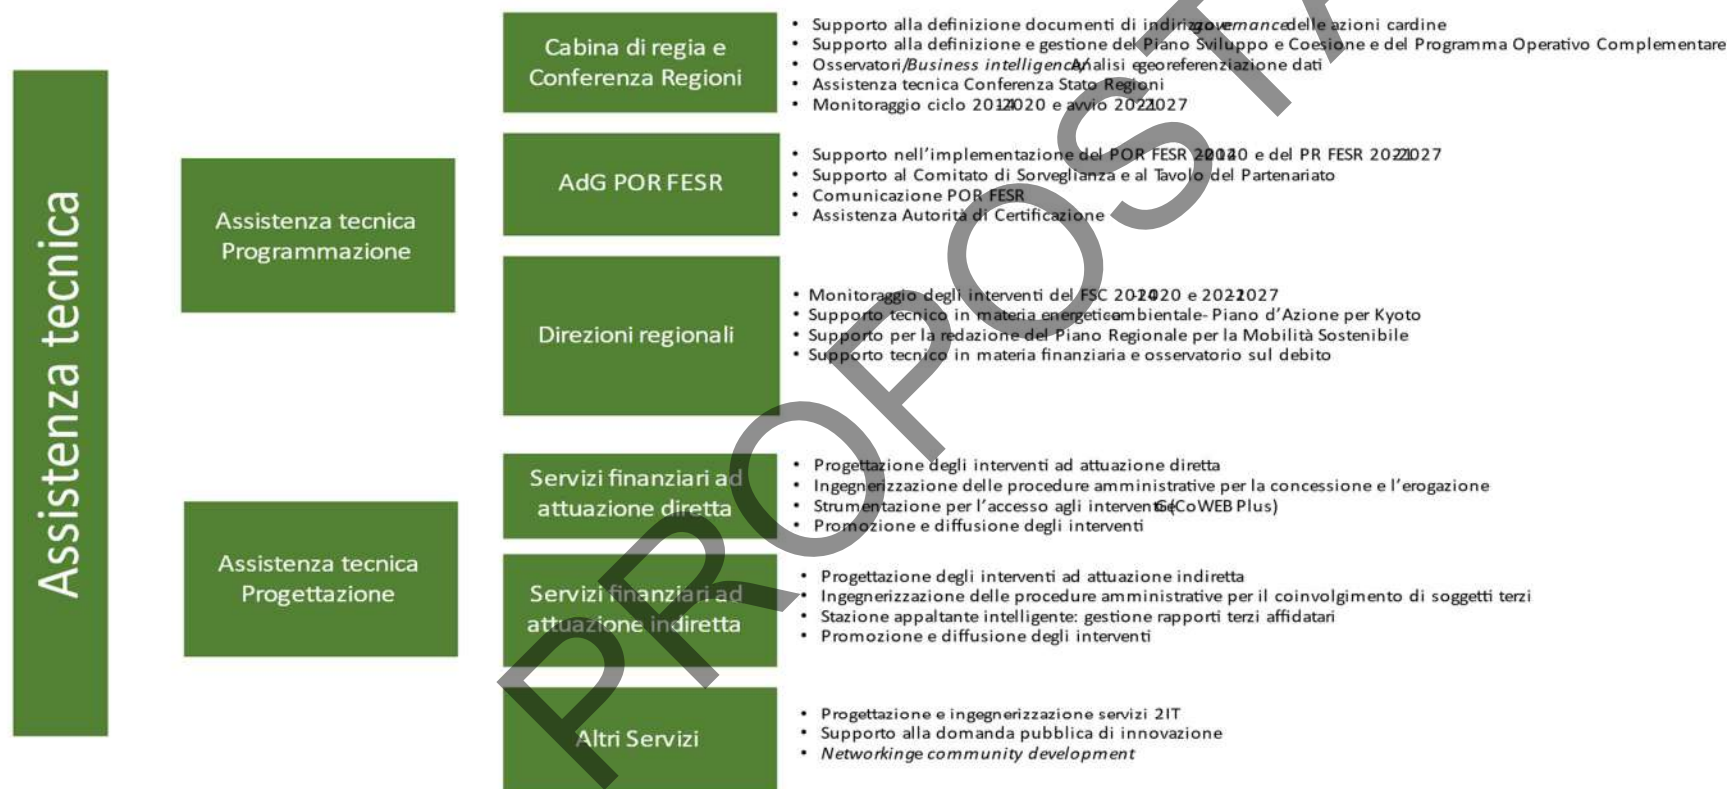 Assistenza tecnica
Assistenza tecnica
Programmazione
Cabina di regia e
Conferenza Regioni
• Supporto alla definizione documenti di indirizzo e governance delle azioni cardine
• Supporto alla definizione e gestione del Piano Sviluppo e Coesione e del Programma Operativo Complementare
• Osservatori/Business intelligence/Analisi e georeferenziazione dati
• Assistenza tecnica Conferenza Stato Regioni
• Monitoraggio ciclo 2014-2020 e avvio 2021-2027
AdG POR FESR
• Supporto nell'implementazione del POR FESR 2014-2020 e del PR FESR 2021-2027
• Supporto al Comitato di Sorveglianza e al Tavolo del Partenariato
• Comunicazione POR FESR
• Assistenza Autorità di Certificazione
Direzioni regionali
• Monitoraggio degli interventi del FSC 2014-2020 e 2021-2027
• Supporto tecnico in materia energetico-ambientale- Piano d'Azione per Kyoto
• Supporto per la redazione del Piano Regionale per la Mobilità Sostenibile
• Supporto tecnico in materia finanziaria e osservatorio sul debito
Assistenza tecnica
Progettazione
Servizi finanziari ad
attuazione diretta
• Progettazione degli interventi ad attuazione diretta
• Ingegnerizzazione delle procedure amministrative per la concessione e l'erogazione
• Strumentazione per l'accesso agli interventi (GeCoWEB Plus)
• Promozione e diffusione degli interventi
Servizi finanziari ad
attuazione indiretta
• Progettazione degli interventi ad attuazione indiretta
• Ingegnerizzazione delle procedure amministrative per il coinvolgimento di soggetti terzi
• Stazione appaltante intelligente: gestione rapporti terzi affidatari
• Promozione e diffusione degli interventi
Altri Servizi
• Progettazione e ingegnerizzazione servizi 2IT
• Supporto alla domanda pubblica di innovazione
• Networking e community development
PROPOSTA